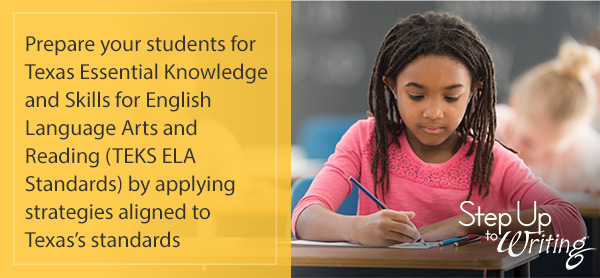 Prepare your students for
Texas Essential Knowledge
and Skills for English
Language Arts and
Reading (TEKS ELA
Standards) by applying
strategies aligned to
Texas's standards
Step Up
to Writing